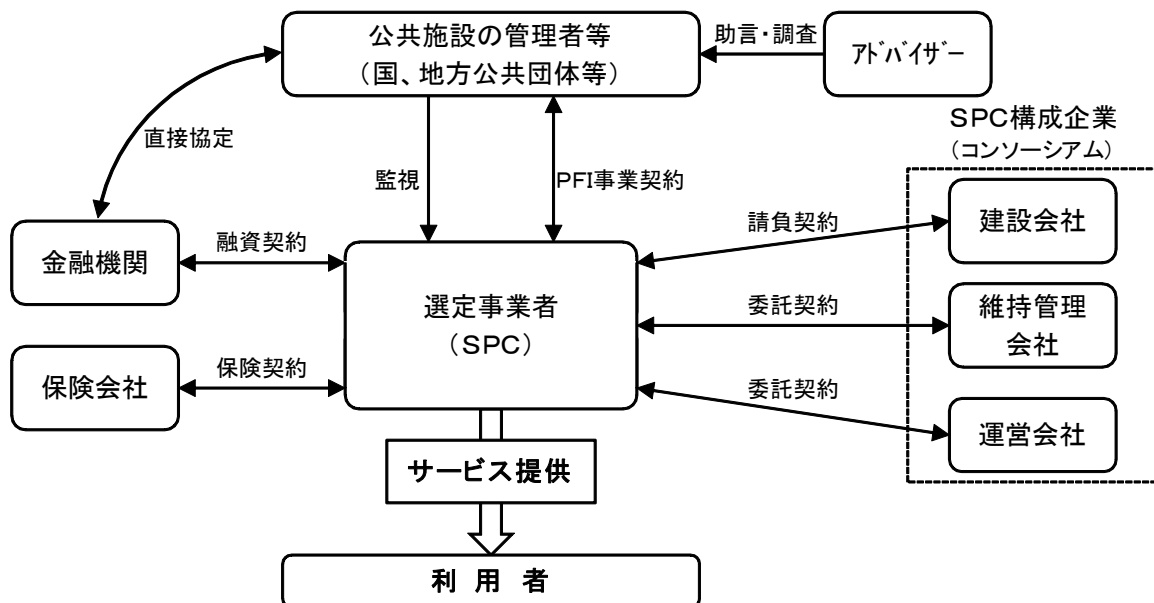 公共施設の管理者等
（国、地方公共団体等）
助言・調査
ｱﾄﾞﾊﾞｲｻﾞｰ
直接協定
監視
PFI事業契約
SPC構成企業
（コンソーシアム）
金融機関
融資契約
選定事業者
（SPC）
請負契約
建設会社
委託契約
維持管理
会社
保険会社
保険契約
委託契約
運営会社
サービス提供
利用者